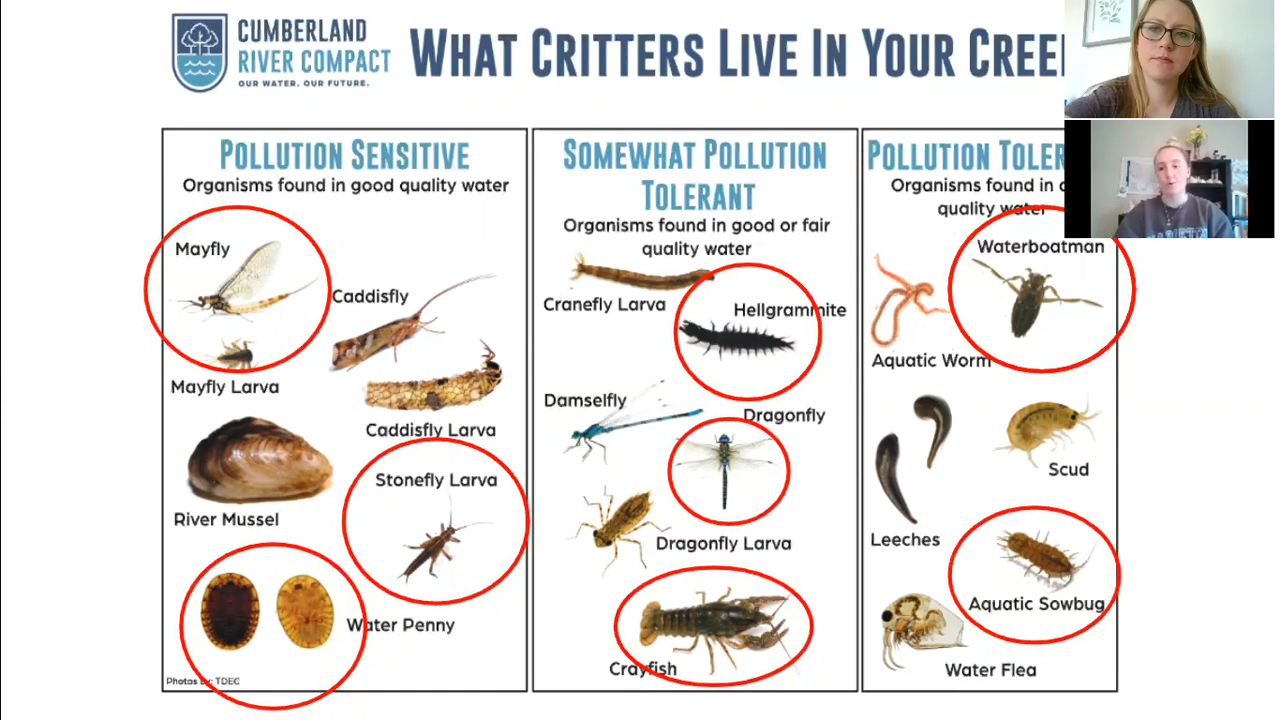 CUMBERLAND
RIVER COMPACT
OUR WATER. OUR FUTURE.
WHAT CRITTERS LIVE IN YOUR CREE
POLLUTION SENSITIVE
Organisms found in good quality water
Mayfly
Caddisfly
Mayfly Larva
Caddisfly Larva
Stonefly Larva
River Mussel
Water Penny
Photos by: TDEC
SOMEWHAT POLLUTION
TOLERANT
Organisms found in good or fair
quality water
Cranefly Larva
Hellgrammite
Damselfly
Dragonfly
Dragonfly Larva
Crayfish
POLLUTION TOLER
Organisms found in
quality water
Waterboatman
Aquatic Worm
Scud
Leeches
Aquatic Sowbug
Water Flea